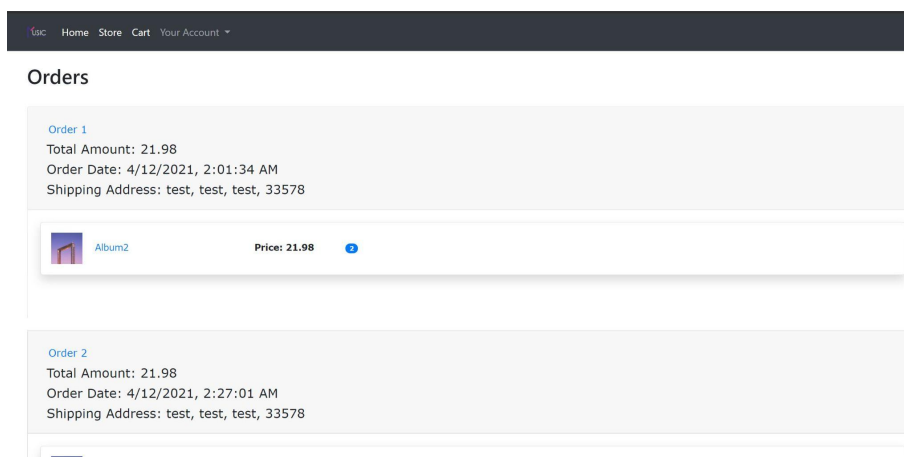 Music Home Store Cart Your Account
Orders
Order 1
Total Amount: 21.98
Order Date: 4/12/2021, 2:01:34 AM
Shipping Address: test, test, test, 33578
Album2 Price: 21.98 2
Order 2
Total Amount: 21.98
Order Date: 4/12/2021, 2:27:01 AM
Shipping Address: test, test, test, 33578